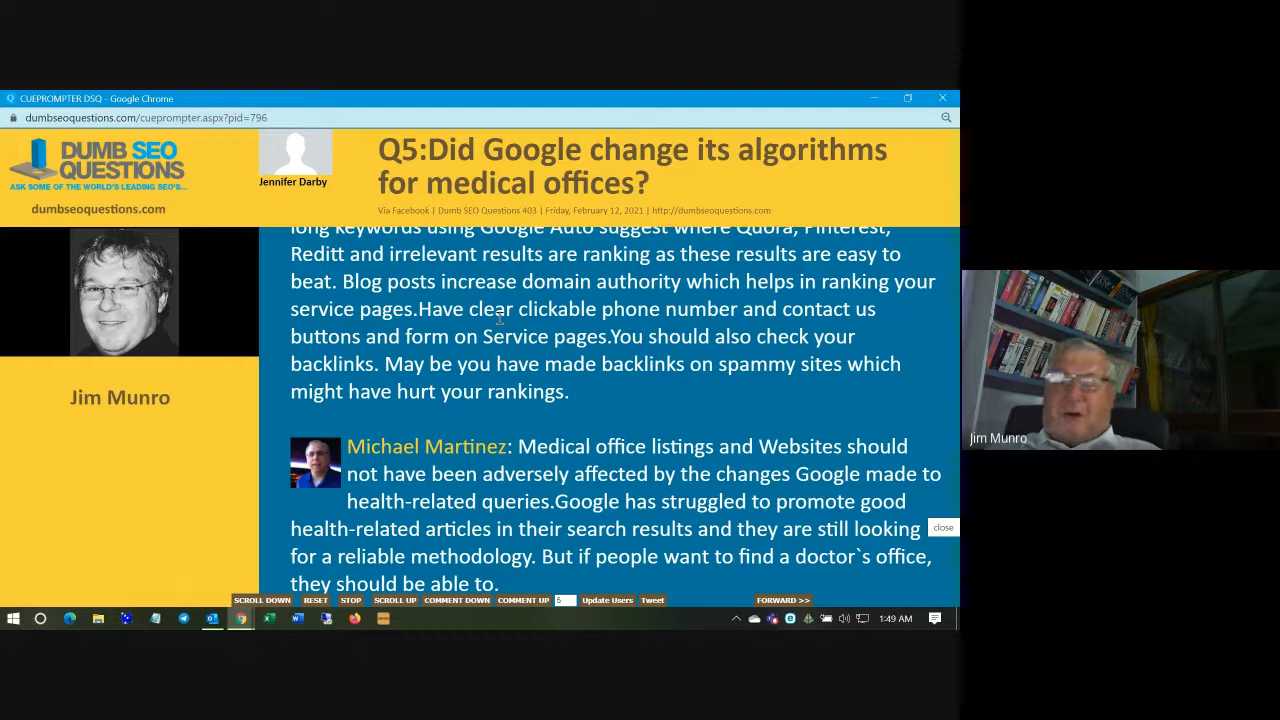 CUEPROMPTER DSQ - Google Chrome
dumbseoquestions.com/cueprompter.aspx?pid=796
DUMB SEO
QUESTIONS
ASK SOME OF THE WORLD'S LEADING SEO'S...
dumbseoquestions.com
Jennifer Darby
Q5:Did Google change its algorithms
for medical offices?
Via Facebook | Dumb SEO Questions 403 | Friday, February 12, 2021 | http://dumbseoquestions.com
Jim Munro
long keywords using Google Auto suggest where Quora, Pinterest,
Reditt and irrelevant results are ranking as these results are easy to
beat. Blog posts increase domain authority which helps in ranking your
service pages.Have clear clickable phone number and contact us
buttons and form on Service pages.You should also check your
backlinks. May be you have made backlinks on spammy sites which
might have hurt your rankings.
Michael Martinez: Medical office listings and Websites should
not have been adversely affected by the changes Google made to
health-related queries.Google has struggled to promote good
health-related articles in their search results and they are still looking
for a reliable methodology. But if people want to find a doctor`s office,
they should be able to.
close
SCROLL DOWN RESET STOP SCROLL UP COMMENT DOWN COMMENT UP 5 Update Users Tweet FORWARD >>
1:49 AM
Jim Munro